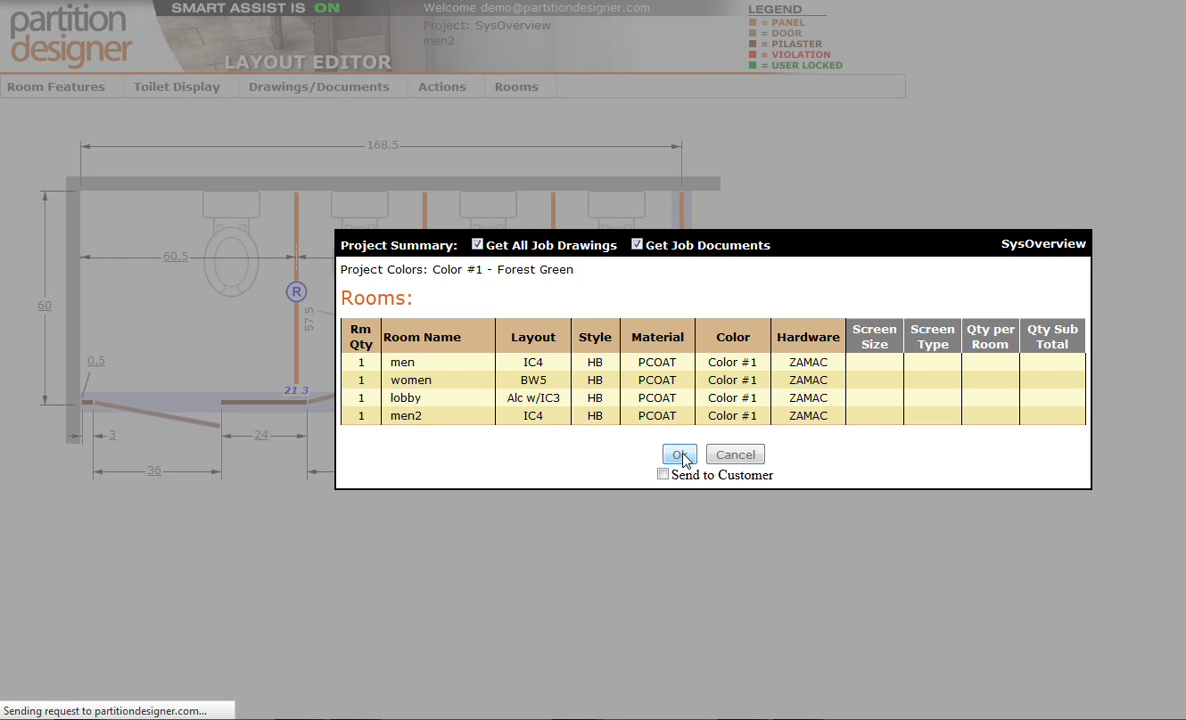 partition
designer
SMART ASSIST IS ON
LAYOUT EDITOR
Welcome demo@partitiondesigner.com
Project: SysOverview
men2
LEGEND
= PANEL
= DOOR
= PILASTER
= VIOLATION
= USER LOCKED
Room Features Toilet Display Drawings/Documents Actions Rooms
168.5
60.5
60
R
57.5
0.5
21.3
3
24
36
Project Summary: Get All Job Drawings Get Job Documents SysOverview
Project Colors: Color #1 - Forest Green
Rooms:
Rm Qty Room Name Layout Style Material Color Hardware Screen Size Screen Type Qty per Room Qty Sub Total
1 men IC4 HB PCOAT Color #1 ZAMAC
1 women BW5 HB PCOAT Color #1 ZAMAC
1 lobby Alc w/IC3 HB PCOAT Color #1 ZAMAC
1 men2 IC4 HB PCOAT Color #1 ZAMAC
Ok Cancel
Send to Customer
Sending request to partitiondesigner.com...